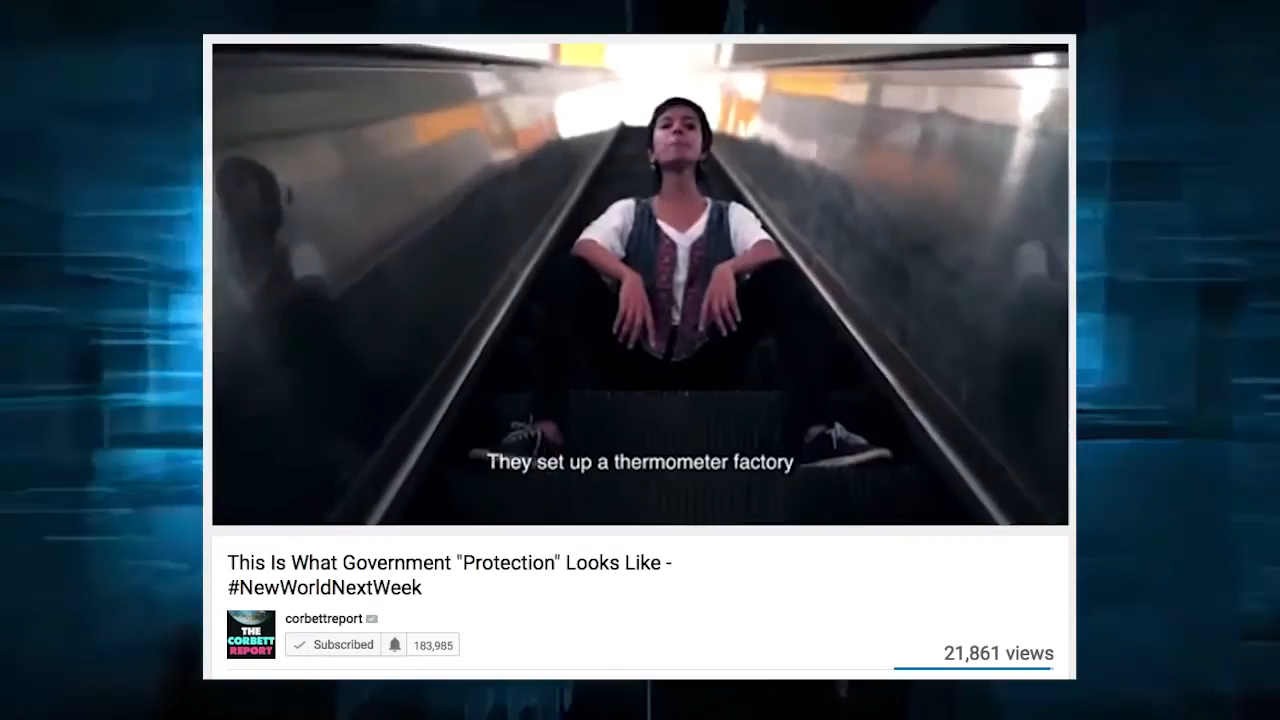 They set up a thermometer factory
This Is What Government "Protection" Looks Like -
#NewWorldNextWeek
THE
CORBETT
REPORT
corbettreport
Subscribed
183,985
21,861 views